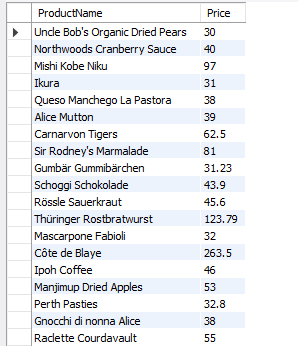 ProductName Price
Uncle Bob's Organic Dried Pears 30
Northwoods Cranberry Sauce 40
Mishi Kobe Niku 97
Ikura 31
Queso Manchego La Pastora 38
Alice Mutton 39
Carnarvon Tigers 62.5
Sir Rodney's Marmalade 81
Gumbär Gummibärchen 31.23
Schoggi Schokolade 43.9
Rössle Sauerkraut 45.6
Thüringer Rostbratwurst 123.79
Mascarpone Fabioli 32
Côte de Blaye 263.5
Ipoh Coffee 46
Manjimup Dried Apples 53
Perth Pasties 32.8
Gnocchi di nonna Alice 38
Raclette Courdavault 55